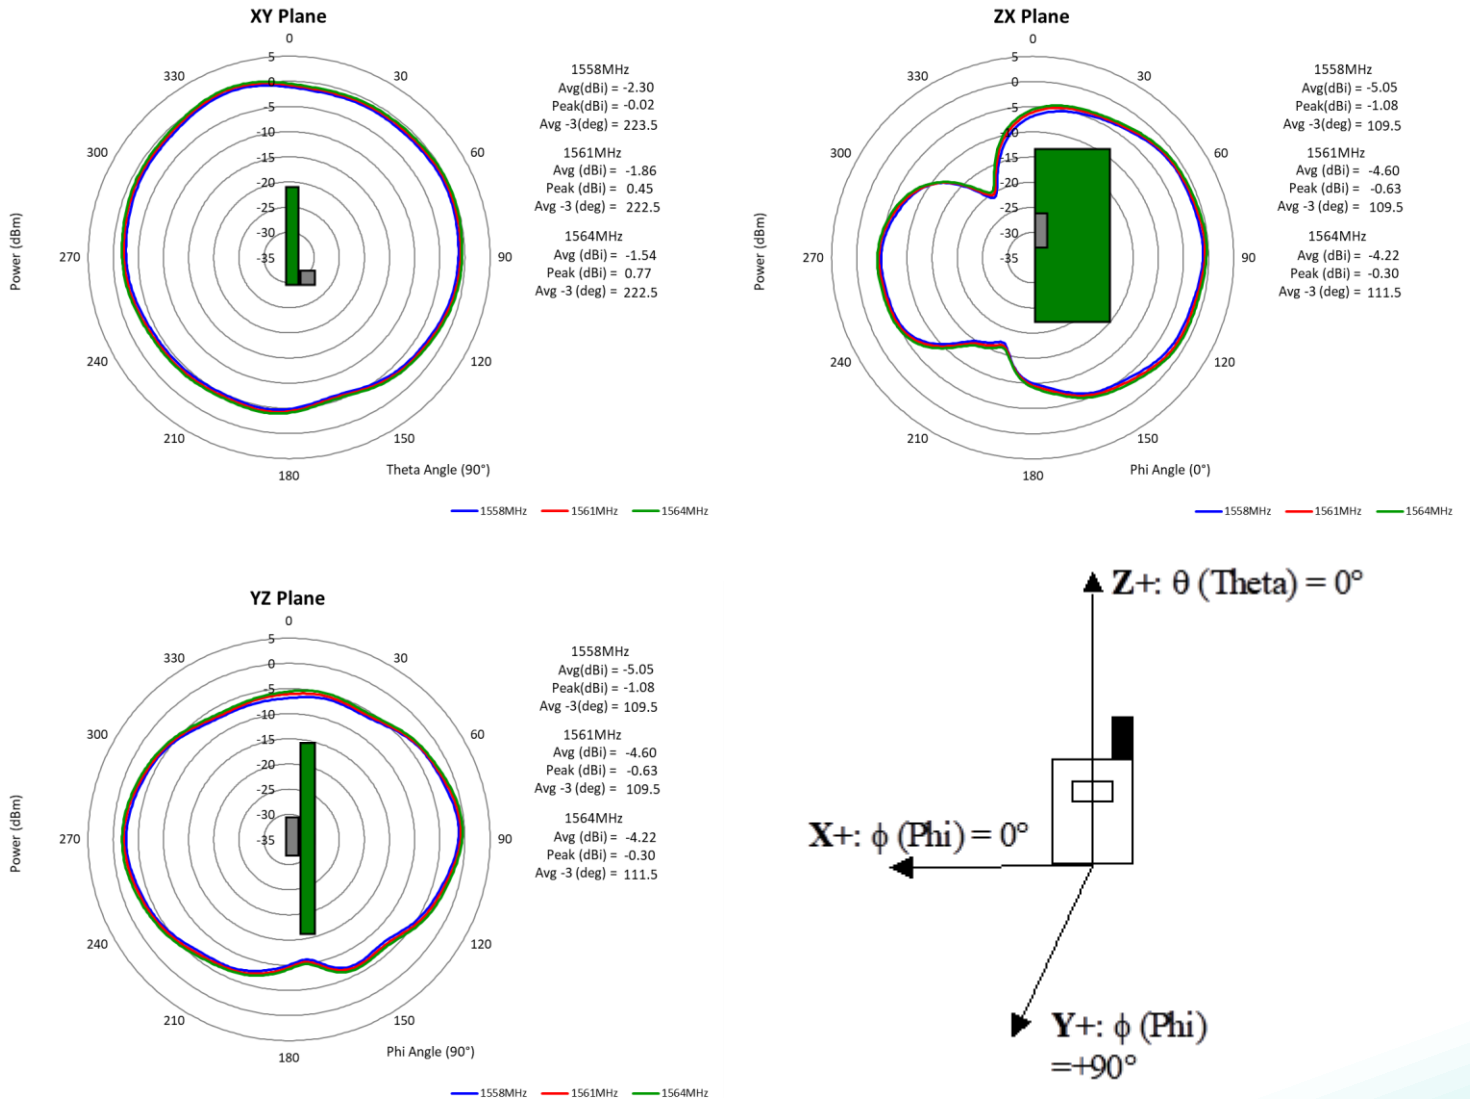 XY Plane
0
330
30
300
60
270
90
240
120
210
150
180
5
0
-5
-10
-15
-20
-25
-30
-35
Power (dBm)
Theta Angle (90°)
1558MHz
Avg(dBi) = -2.30
Peak(dBi) = -0.02
Avg -3(deg) = 223.5
1561MHz
Avg (dBi) = -1.86
Peak (dBi) = 0.45
Avg -3 (deg) = 222.5
1564MHz
Avg (dBi) = -1.54
Peak (dBi) = 0.77
Avg -3 (deg) = 222.5
1558MHz 1561MHz 1564MHz
ZX Plane
0
330
30
300
60
270
90
240
120
210
150
180
5
0
-5
-10
-15
-20
-25
-30
-35
Power (dBm)
Phi Angle (0°)
1558MHz
Avg(dBi) = -5.05
Peak(dBi) = -1.08
Avg -3(deg) = 109.5
1561MHz
Avg (dBi) = -4.60
Peak (dBi) = -0.63
Avg -3 (deg) = 109.5
1564MHz
Avg (dBi) = -4.22
Peak (dBi) = -0.30
Avg -3 (deg) = 111.5
1558MHz 1561MHz 1564MHz
YZ Plane
0
330
30
300
60
270
90
240
120
210
150
180
5
0
-5
-10
-15
-20
-25
-30
-35
Power (dBm)
Phi Angle (90°)
1558MHz
Avg(dBi) = -5.05
Peak(dBi) = -1.08
Avg -3(deg) = 109.5
1561MHz
Avg (dBi) = -4.60
Peak (dBi) = -0.63
Avg -3 (deg) = 109.5
1564MHz
Avg (dBi) = -4.22
Peak (dBi) = -0.30
Avg -3 (deg) = 111.5
1558MHz 1561MHz 1564MHz
Z+: θ (Theta) = 0°
X+: ϕ (Phi) = 0°
Y+: ϕ (Phi)
=+90°